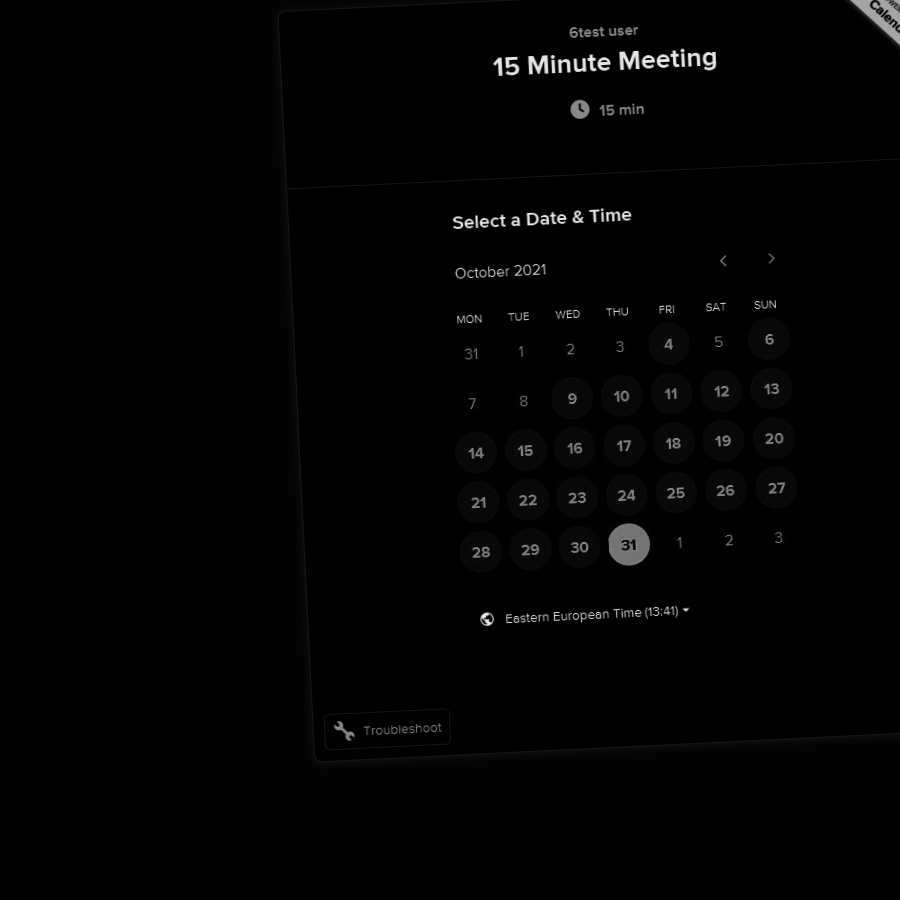 6test user
15 Minute Meeting
15 min
Select a Date & Time
October 2021
MON TUE WED THU FRI SAT SUN
31 1 2 3 4 5 6
7 8 9 10 11 12 13
14 15 16 17 18 19 20
21 22 23 24 25 26 27
28 29 30 31 1 2 3
Eastern European Time (13:41)
Troubleshoot